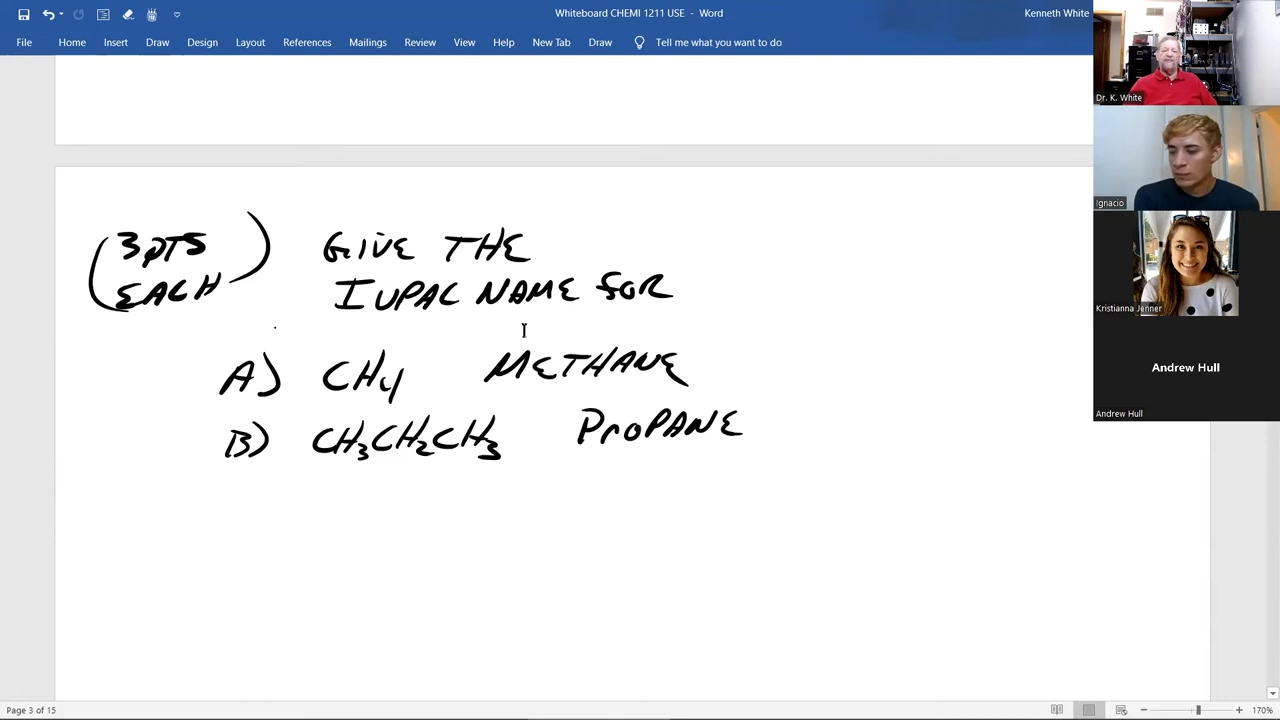 Whiteboard CHEMI 1211 USE - Word
Kenneth White
File Home Insert Draw Design Layout References Mailings Review View Help New Tab Draw Tell me what you want to do
Dr. K. White
Ignacio
Kristianna Jenner
Andrew Hull
Andrew Hull
(3 PTS EACH) GIVE THE
IUPAC NAME FOR
A) CH4 METHANE
B) CH3CH2CH3 PROPANE
Page 3 of 15
170%